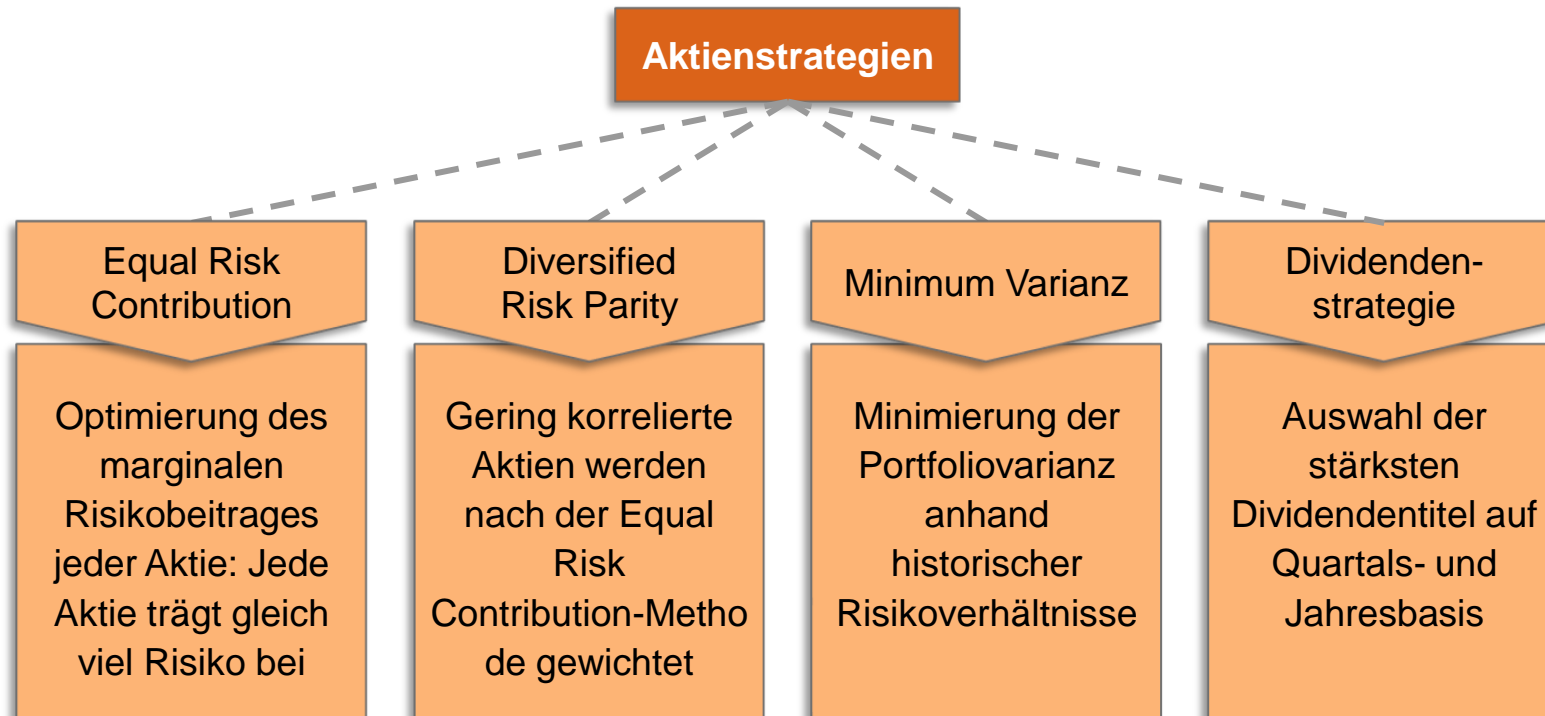 Aktienstrategien
Equal Risk
Contribution
Diversified
Risk Parity
Minimum Varianz
Dividenden-
strategie
Optimierung des
marginalen
Risikobeitrages
jeder Aktie: Jede
Aktie trägt gleich
viel Risiko bei
Gering korrelierte
Aktien werden
nach der Equal
Risk
Contribution-Metho
de gewichtet
Minimierung der
Portfoliovarianz
anhand
historischer
Risikoverhältnisse
Auswahl der
stärksten
Dividendentitel auf
Quartals- und
Jahresbasis